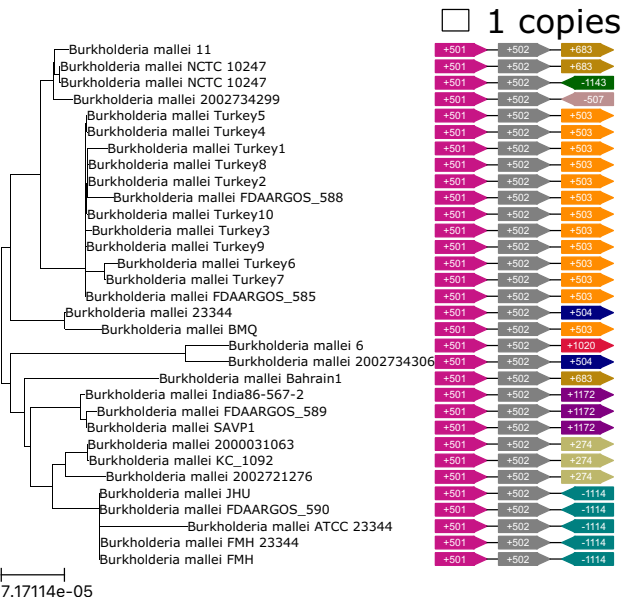 1 copies
Burkholderia mallei 11 +501 +502 +683
Burkholderia mallei NCTC 10247 +501 +502 +683
Burkholderia mallei NCTC 10247 +501 +502 -1143
Burkholderia mallei 2002734299 +501 +502 -507
Burkholderia mallei Turkey5 +501 +502 +503
Burkholderia mallei Turkey4 +501 +502 +503
Burkholderia mallei Turkey1 +501 +502 +503
Burkholderia mallei Turkey8 +501 +502 +503
Burkholderia mallei Turkey2 +501 +502 +503
Burkholderia mallei FDAARGOS_588 +501 +502 +503
Burkholderia mallei Turkey10 +501 +502 +503
Burkholderia mallei Turkey3 +501 +502 +503
Burkholderia mallei Turkey9 +501 +502 +503
Burkholderia mallei Turkey6 +501 +502 +503
Burkholderia mallei Turkey7 +501 +502 +503
Burkholderia mallei FDAARGOS_585 +501 +502 +503
Burkholderia mallei 23344 +501 +502 +504
Burkholderia mallei BMQ +501 +502 +503
Burkholderia mallei 6 +501 +502 +1020
Burkholderia mallei 2002734306 +501 +502 +504
Burkholderia mallei Bahrain1 +501 +502 +683
Burkholderia mallei India86-567-2 +501 +502 +1172
Burkholderia mallei FDAARGOS_589 +501 +502 +1172
Burkholderia mallei SAVP1 +501 +502 +1172
Burkholderia mallei 2000031063 +501 +502 +274
Burkholderia mallei KC_1092 +501 +502 +274
Burkholderia mallei 2002721276 +501 +502 +274
Burkholderia mallei JHU +501 +502 -1114
Burkholderia mallei FDAARGOS_590 +501 +502 -1114
Burkholderia mallei ATCC 23344 +501 +502 -1114
Burkholderia mallei FMH 23344 +501 +502 -1114
Burkholderia mallei FMH +501 +502 -1114
7.17114e-05